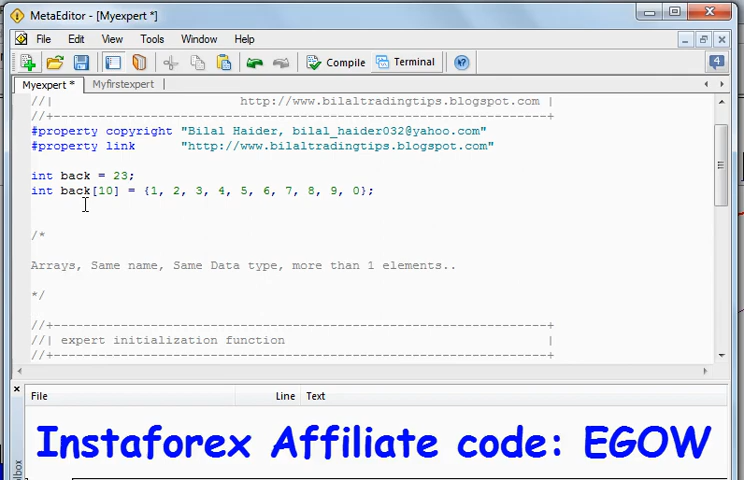 MetaEditor - [Myexpert *]
File Edit View Tools Window Help
Compile Terminal ? 4
Myexpert * Myfirstexpert
//| http://www.bilaltradingtips.blogspot.com |
//+------------------------------------------------------------------+
#property copyright "Bilal Haider, bilal_haider032@yahoo.com"
#property link "http://www.bilaltradingtips.blogspot.com"
int back = 23;
int back[10] = {1, 2, 3, 4, 5, 6, 7, 8, 9, 0};
/*
Arrays, Same name, Same Data type, more than 1 elements..
*/
//+------------------------------------------------------------------+
//| expert initialization function |
//+------------------------------------------------------------------+
File Line Text
Instaforex Affiliate code: EGOW